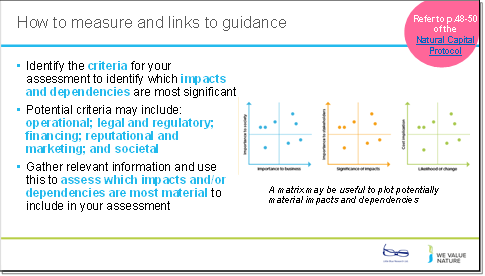 How to measure and links to guidance
Refer to p.48-50
of the
Natural Capital
Protocol
• Identify the criteria for your
assessment to identify which impacts
and dependencies are most significant
• Potential criteria may include:
operational; legal and regulatory;
financing; reputational and
marketing; and societal
• Gather relevant information and use
this to assess which impacts and/or
dependencies are most material to
include in your assessment
Importance to society
Importance to business
Importance to stakeholders
Significance of impacts
Cost implication
Likelihood of change
A matrix may be useful to plot potentially
material impacts and dependencies
WE VALUE
NATURE